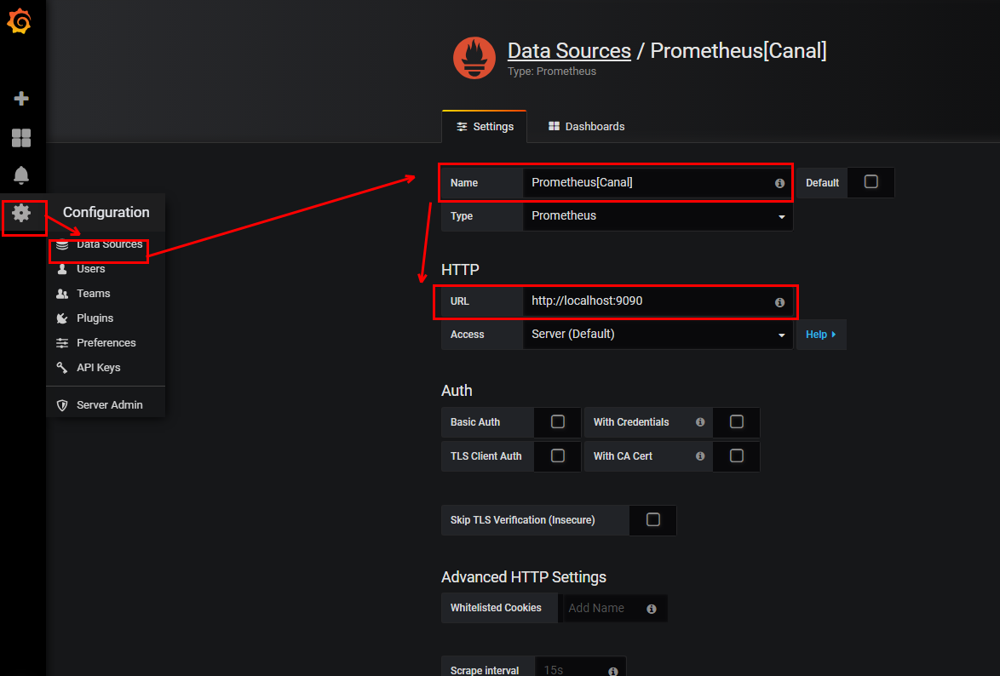 Data Sources / Prometheus[Canal]
Type: Prometheus
Settings
Dashboards
Configuration
Data Sources
Users
Teams
Plugins
Preferences
API Keys
Server Admin
Name Prometheus[Canal] Default
Type Prometheus
HTTP
URL http://localhost:9090
Access Server (Default) Help
Auth
Basic Auth With Credentials
TLS Client Auth With CA Cert
Skip TLS Verification (Insecure)
Advanced HTTP Settings
Whitelisted Cookies Add Name
Scrape interval 15s